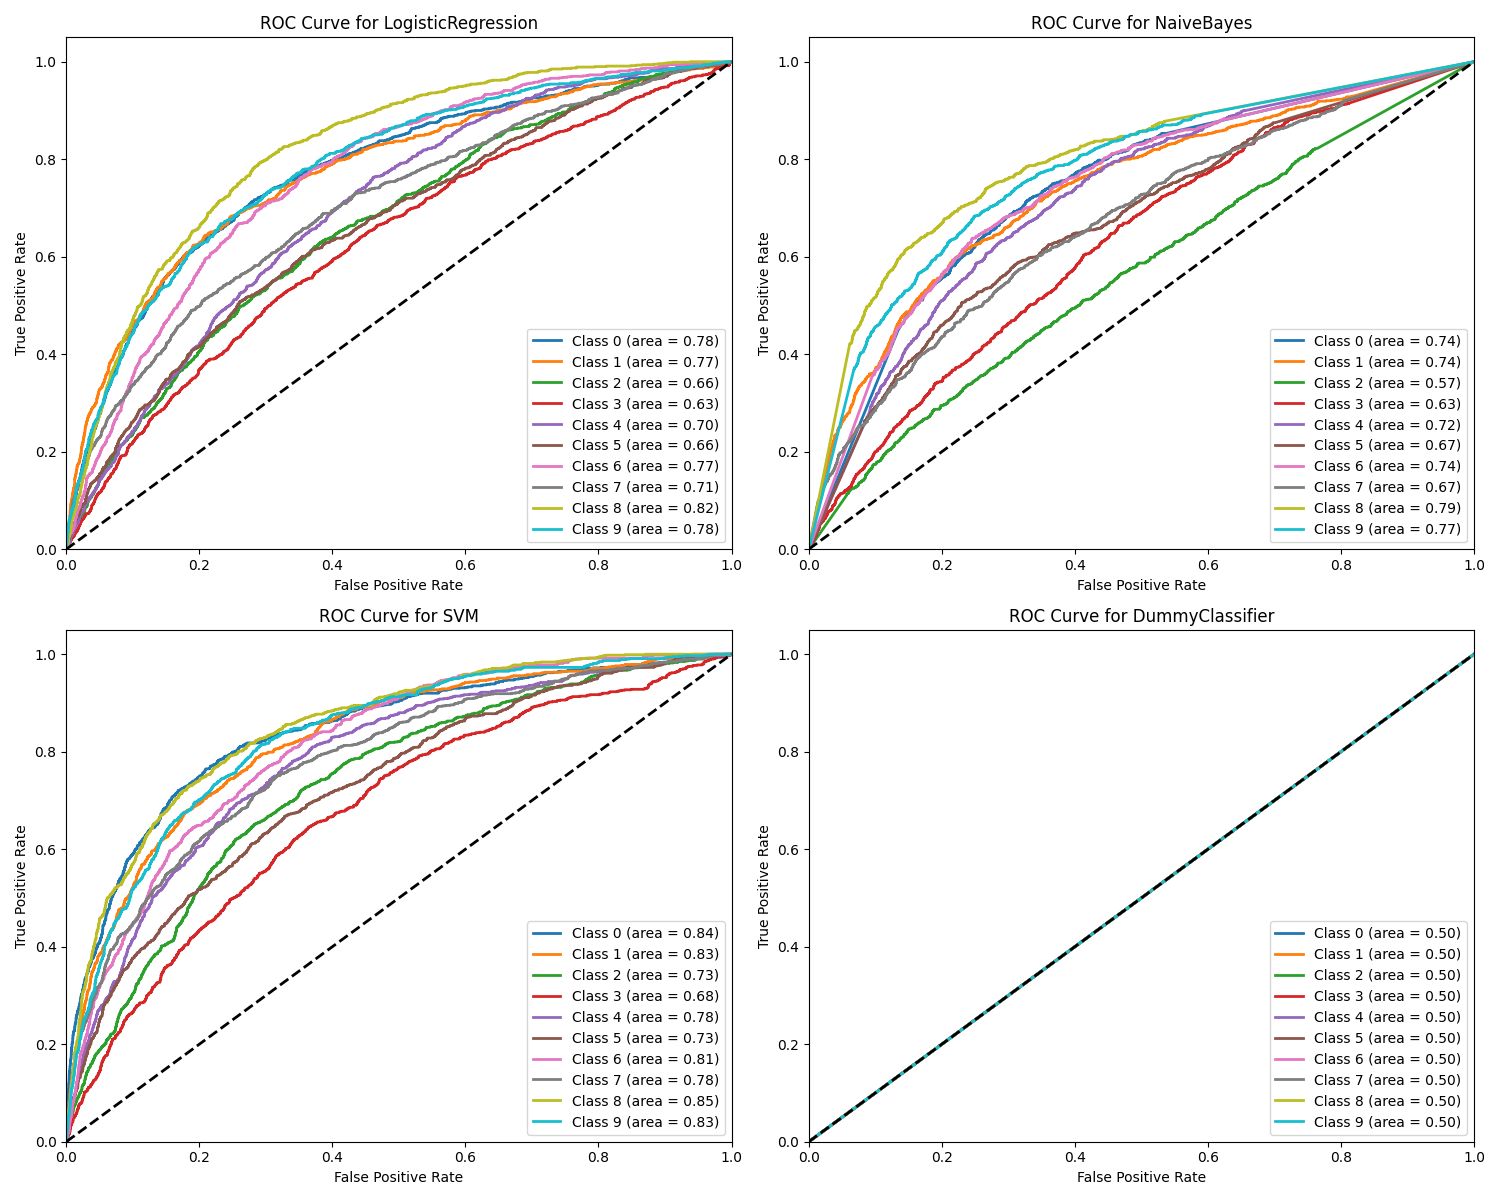 ROC Curve for LogisticRegression
True Positive Rate
1.0
0.8
0.6
0.4
0.2
0.0
Class 0 (area = 0.78)
Class 1 (area = 0.77)
Class 2 (area = 0.66)
Class 3 (area = 0.63)
Class 4 (area = 0.70)
Class 5 (area = 0.66)
Class 6 (area = 0.77)
Class 7 (area = 0.71)
Class 8 (area = 0.82)
Class 9 (area = 0.78)
0.0 0.2 0.4 0.6 0.8 1.0
False Positive Rate
ROC Curve for NaiveBayes
True Positive Rate
1.0
0.8
0.6
0.4
0.2
0.0
Class 0 (area = 0.74)
Class 1 (area = 0.74)
Class 2 (area = 0.57)
Class 3 (area = 0.63)
Class 4 (area = 0.72)
Class 5 (area = 0.67)
Class 6 (area = 0.74)
Class 7 (area = 0.67)
Class 8 (area = 0.79)
Class 9 (area = 0.77)
0.0 0.2 0.4 0.6 0.8 1.0
False Positive Rate
ROC Curve for SVM
True Positive Rate
1.0
0.8
0.6
0.4
0.2
0.0
Class 0 (area = 0.84)
Class 1 (area = 0.83)
Class 2 (area = 0.73)
Class 3 (area = 0.68)
Class 4 (area = 0.78)
Class 5 (area = 0.73)
Class 6 (area = 0.81)
Class 7 (area = 0.78)
Class 8 (area = 0.85)
Class 9 (area = 0.83)
0.0 0.2 0.4 0.6 0.8 1.0
False Positive Rate
ROC Curve for DummyClassifier
True Positive Rate
1.0
0.8
0.6
0.4
0.2
0.0
Class 0 (area = 0.50)
Class 1 (area = 0.50)
Class 2 (area = 0.50)
Class 3 (area = 0.50)
Class 4 (area = 0.50)
Class 5 (area = 0.50)
Class 6 (area = 0.50)
Class 7 (area = 0.50)
Class 8 (area = 0.50)
Class 9 (area = 0.50)
0.0 0.2 0.4 0.6 0.8 1.0
False Positive Rate